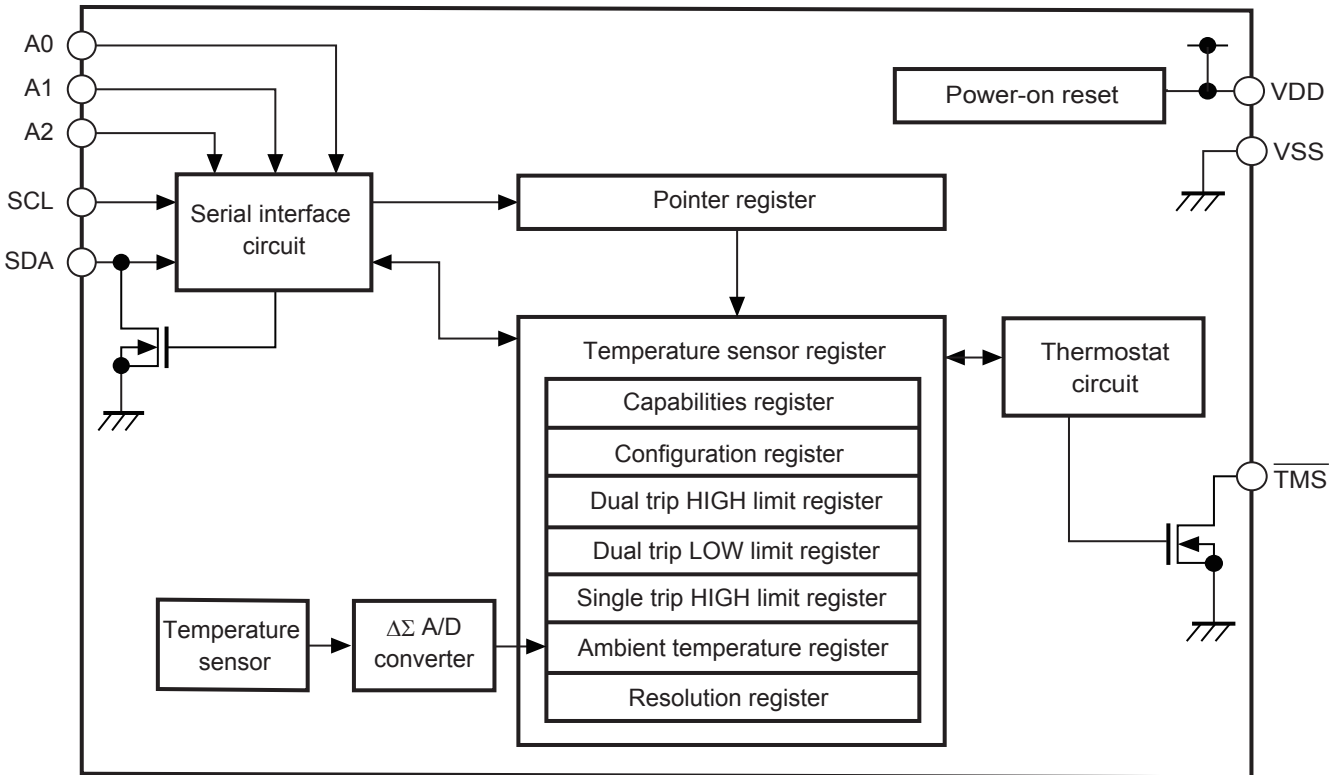 A0
A1
A2
SCL
SDA
Serial interface
circuit
Pointer register
Power-on reset
VDD
VSS
Temperature sensor register
Capabilities register
Configuration register
Dual trip HIGH limit register
Dual trip LOW limit register
Single trip HIGH limit register
Ambient temperature register
Resolution register
Thermostat
circuit
TMS
Temperature
sensor
ΔΣ A/D
converter